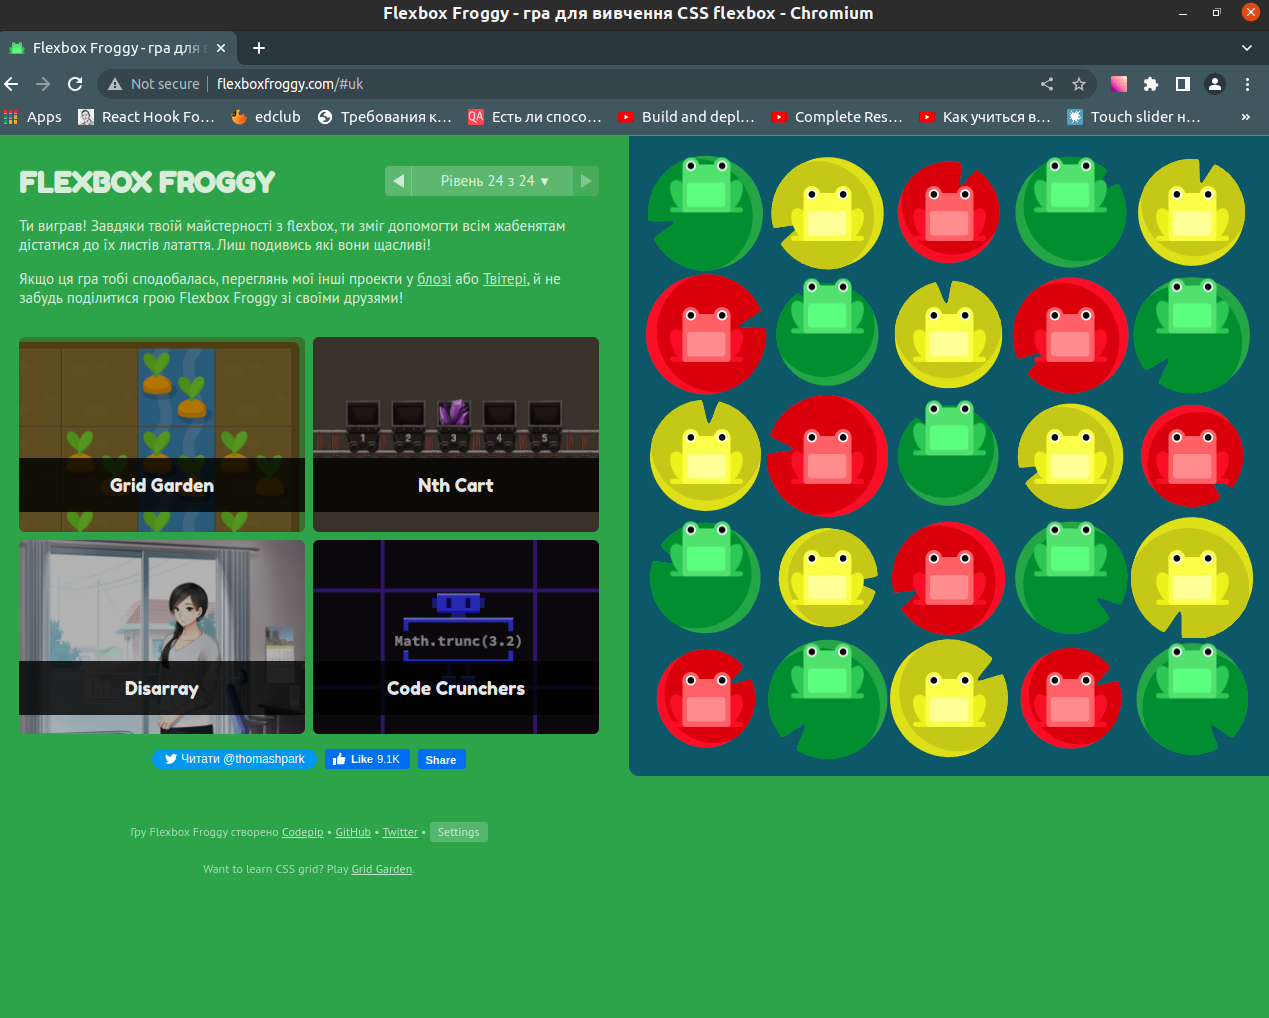 Flexbox Froggy - гра для вивчення CSS flexbox - Chromium
Flexbox Froggy - гра для в
Not secure
flexboxfroggy.com/#uk
Apps
React Hook Fo...
edclub
Требования к...
QA
Есть ли спосо...
Build and depl...
Complete Res...
Как учиться в...
Touch slider н...
»
FLEXBOX FROGGY
Рівень 24 з 24 ▼
Ти виграв! Завдяки твоїй майстерності з flexbox, ти зміг допомогти всім жабенятам
дістатися до їх листів латаття. Лиш подивись які вони щасливі!
Якщо ця гра тобі сподобалась, переглянь мої інші проекти у блозі або Твітері, й не
забудь поділитися грою Flexbox Froggy зі своїми друзями!
Grid Garden
1 2 3 4 5
Nth Cart
Disarray
Math.trunc(3.2)
Code Crunchers
Читати @thomashpark
Like 9.1K
Share
Гру Flexbox Froggy створено Codepip • GitHub • Twitter • Settings
Want to learn CSS grid? Play Grid Garden.